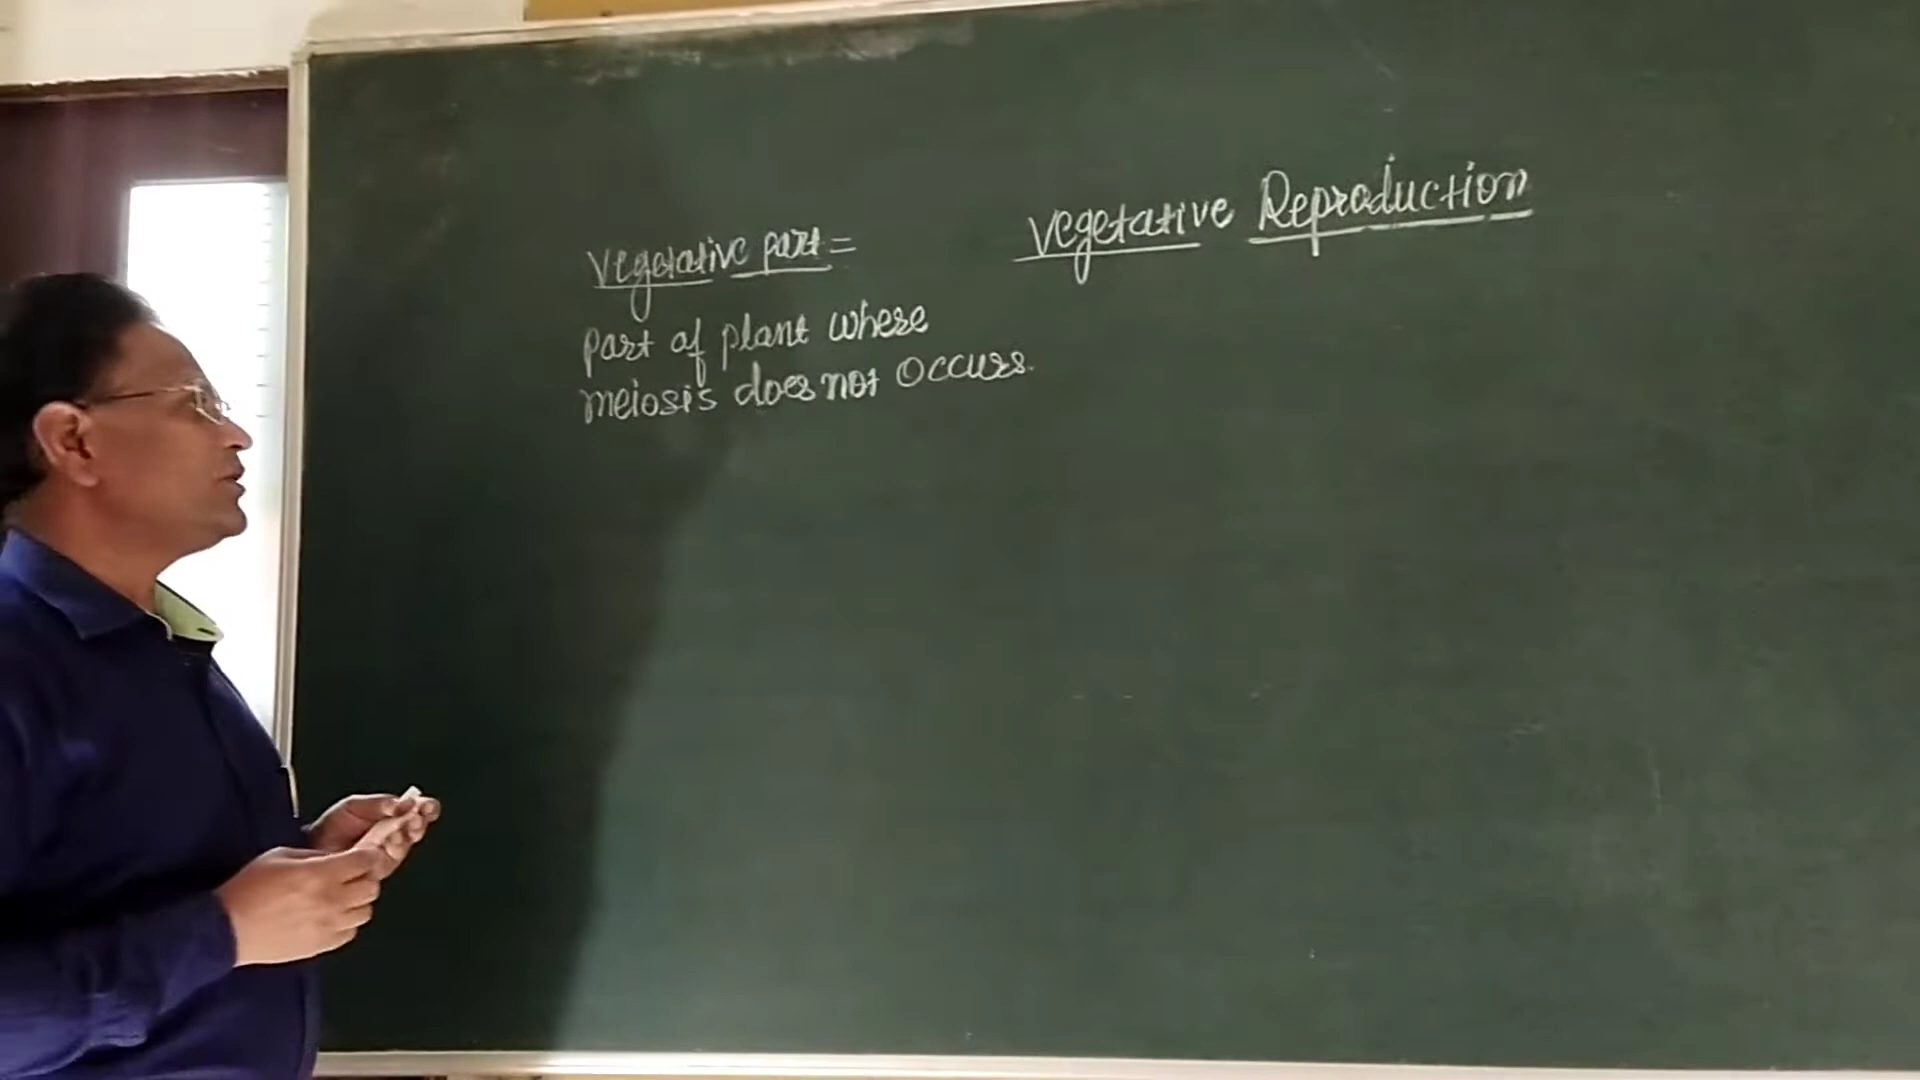 Vegetative Reproduction
Vegetative part =
part of plant where
meiosis does not occurs.